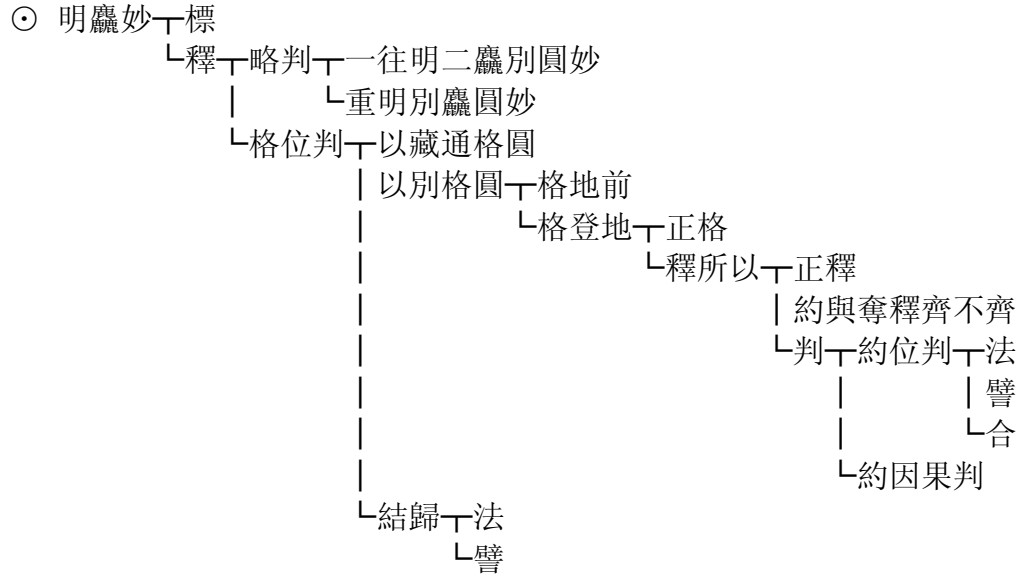 ⊙ 明麤妙┬標
└釋┬略判┬一往明二麤別圓妙
│ └重明別麤圓妙
└格位判┬以藏通格圓
│以別格圓┬格地前
│ └格登地┬正格
│ └釋所以┬正釋
│ │約與奪釋齊不齊
│ └判┬約位判┬法
│ │ │譬
│ │ └合
│ └約因果判
└結歸┬法
└譬